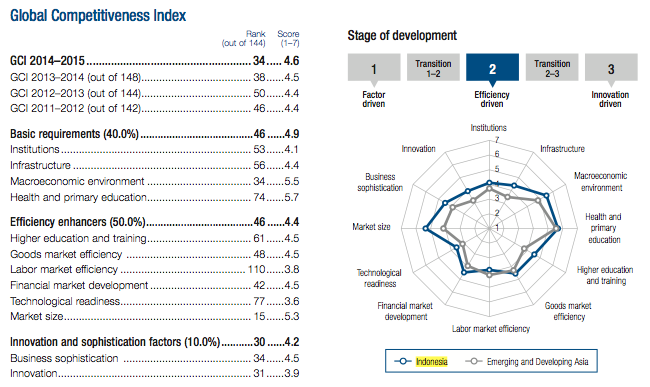 Global Competitiveness Index
Rank Score
(out of 144) (1–7)
GCI 2014–2015 34 4.6
GCI 2013–2014 (out of 148) 38 4.5
GCI 2012–2013 (out of 144) 50 4.4
GCI 2011–2012 (out of 142) 46 4.4
Basic requirements (40.0%) 46 4.9
Institutions 53 4.1
Infrastructure 56 4.4
Macroeconomic environment 34 5.5
Health and primary education 74 5.7
Efficiency enhancers (50.0%) 46 4.4
Higher education and training 61 4.5
Goods market efficiency 48 4.5
Labor market efficiency 110 3.8
Financial market development 42 4.5
Technological readiness 77 3.6
Market size 15 5.3
Innovation and sophistication factors (10.0%) 30 4.2
Business sophistication 34 4.5
Innovation 31 3.9
Stage of development
1
Transition
1–2
2
Transition
2–3
3
Factor
driven
Efficiency
driven
Innovation
driven
Institutions
Infrastructure
Macroeconomic
environment
Health and
primary
education
Higher education
and training
Goods market
efficiency
Labor market efficiency
Financial market
development
Technological
readiness
Market size
Business
sophistication
Innovation
7
6
5
4
3
2
1
Indonesia
Emerging and Developing Asia